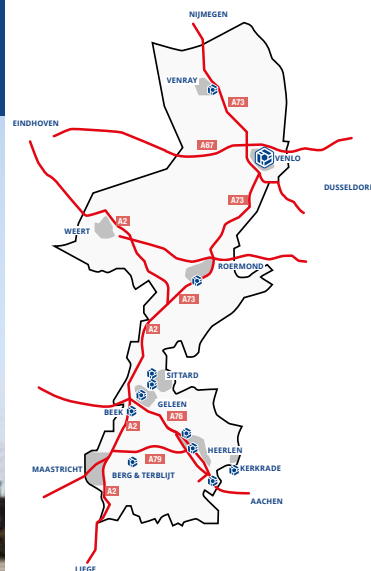 NIJMEGEN
VENRAY
A73
EINDHOVEN
A67
VENLO
DUSSELDOR
A73
A2
WEERT
ROERMOND
A73
A2
SITTARD
GELEEN
BEEK
A76
A2
HEERLEN
A79
MAASTRICHT
KERKRADE
BERG & TERBLIJT
A2
AACHEN
LIEGE